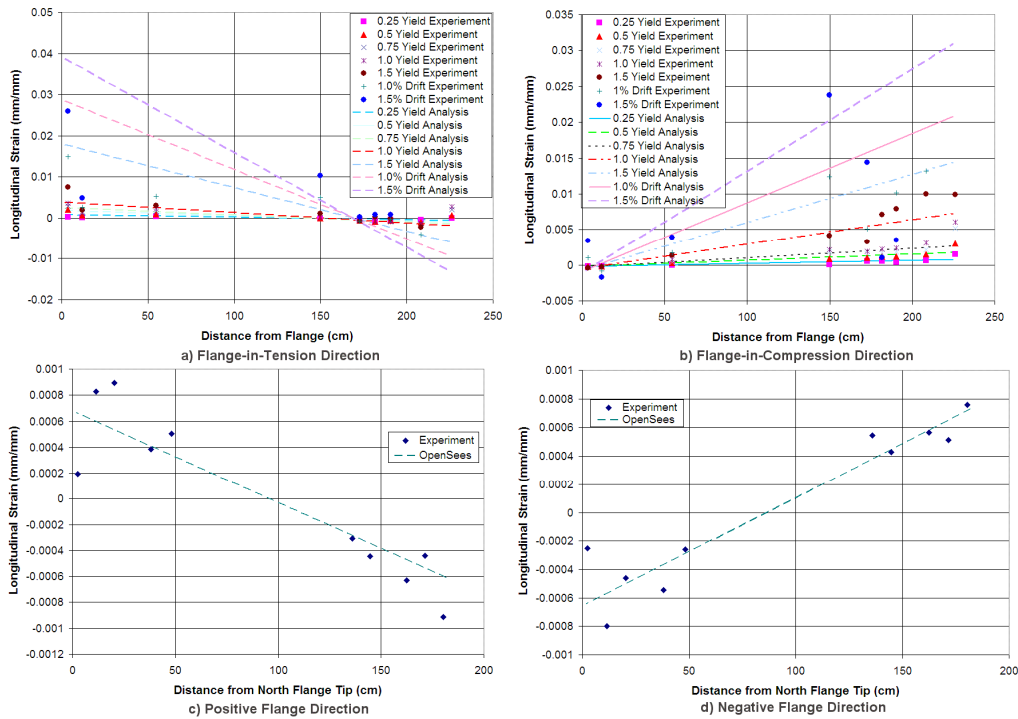 0.05
0.04
0.03
0.02
0.01
0
-0.01
-0.02
Longitudinal Strain (mm/mm)
0.25 Yield Experiement
0.5 Yield Experiment
0.75 Yield Experiment
1.0 Yield Experiment
1.5 Yield Experiment
1.0% Drift Experiment
1.5% Drift Experiment
0.25 Yield Analysis
0.5 Yield Analysis
0.75 Yield Analysis
1.0 Yield Analysis
1.5 Yield Analysis
1.0% Drift Analysis
1.5% Drift Analysis
0 50 100 150 200 250
Distance from Flange (cm)
a) Flange-in-Tension Direction
0.035
0.03
0.025
0.02
0.015
0.01
0.005
0
-0.005
Longitudinal Strain (mm/mm)
0.25 Yield Experiment
0.5 Yield Experiment
0.75 Yield Experiment
1.0 Yield Experiment
1.5 Yield Expeiment
1% Drift Experiment
1.5% Drift Experiment
0.25 Yield Analysis
0.5 Yield Analysis
0.75 Yield Analysis
1.0 Yield Analysis
1.5 Yield Analysis
1.0% Drift Analysis
1.5% Drift Analysis
0 50 100 150 200 250
Distance from Flange (cm)
b) Flange-in-Compression Direction
0.001
0.0008
0.0006
0.0004
0.0002
0
-0.0002
-0.0004
-0.0006
-0.0008
-0.001
-0.0012
Longitudinal Strain (mm/mm)
Experiment
OpenSees
0 50 100 150 200
Distance from North Flange Tip (cm)
c) Positive Flange Direction
0.001
0.0008
0.0006
0.0004
0.0002
0
-0.0002
-0.0004
-0.0006
-0.0008
-0.001
Longitudinal Strain (mm/mm)
Experiment
OpenSees
0 50 100 150 200
Distance from North Flange Tip (cm)
d) Negative Flange Direction